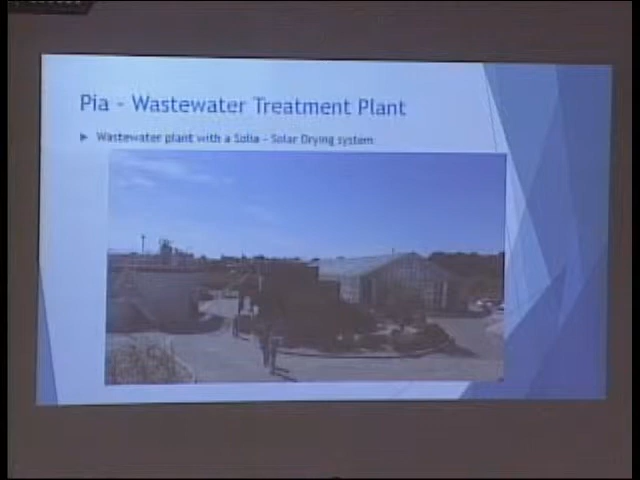 Pia - Wastewater Treatment Plant
Wastewater plant with a Solia - Solar Drying system